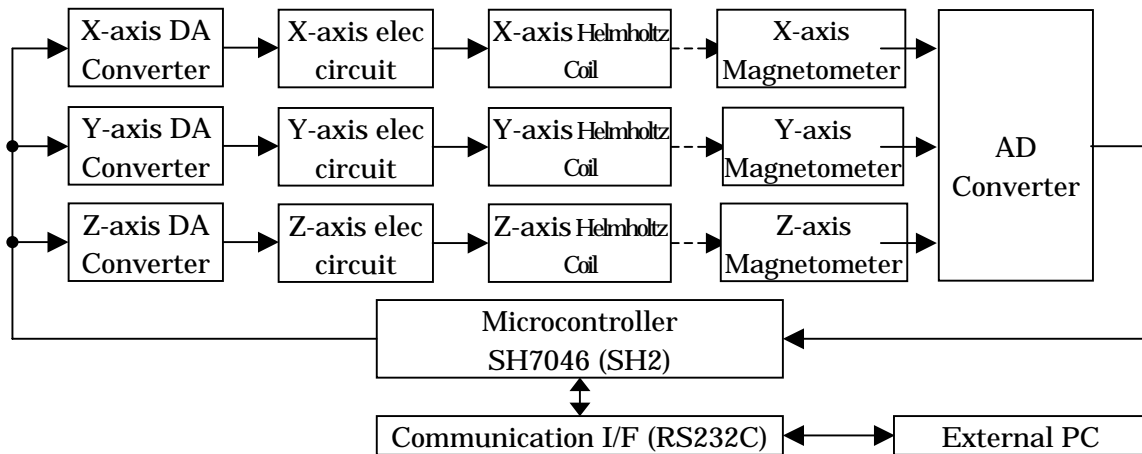 X-axis DA
Converter
X-axis elec
circuit
X-axis Helmholtz
Coil
X-axis
Magnetometer
Y-axis DA
Converter
Y-axis elec
circuit
Y-axis Helmholtz
Coil
Y-axis
Magnetometer
AD
Converter
Z-axis DA
Converter
Z-axis elec
circuit
Z-axis Helmholtz
Coil
Z-axis
Magnetometer
Microcontroller
SH7046 (SH2)
Communication I/F (RS232C)
External PC